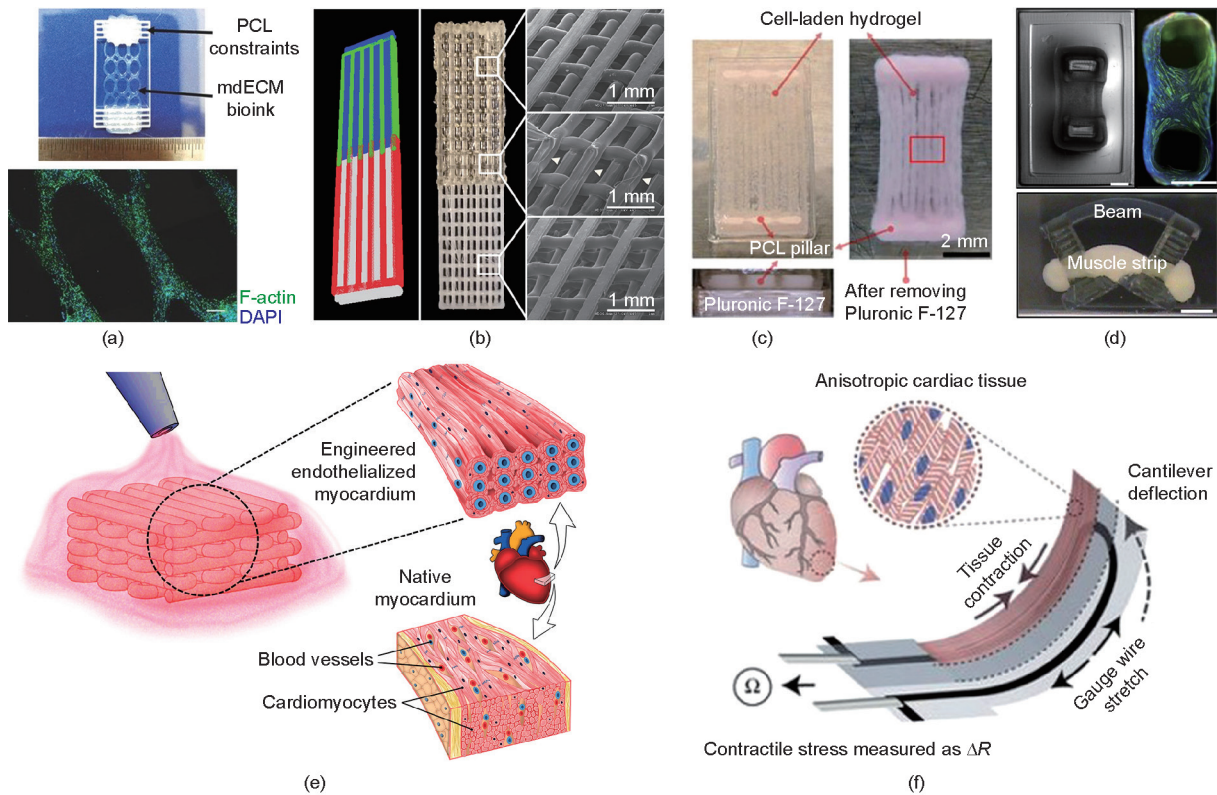 PCL
constraints
mdECM
bioink
F-actin
DAPI
(a)
1 mm
1 mm
1 mm
(b)
Cell-laden hydrogel
PCL pillar
2 mm
Pluronic F-127
After removing
Pluronic F-127
(c)
Beam
Muscle strip
(d)
Engineered
endothelialized
myocardium
Native
myocardium
Blood vessels
Cardiomyocytes
(e)
Anisotropic cardiac tissue
Cantilever
deflection
Tissue
contraction
Gauge wire
stretch
Ω
Contractile stress measured as ΔR
(f)